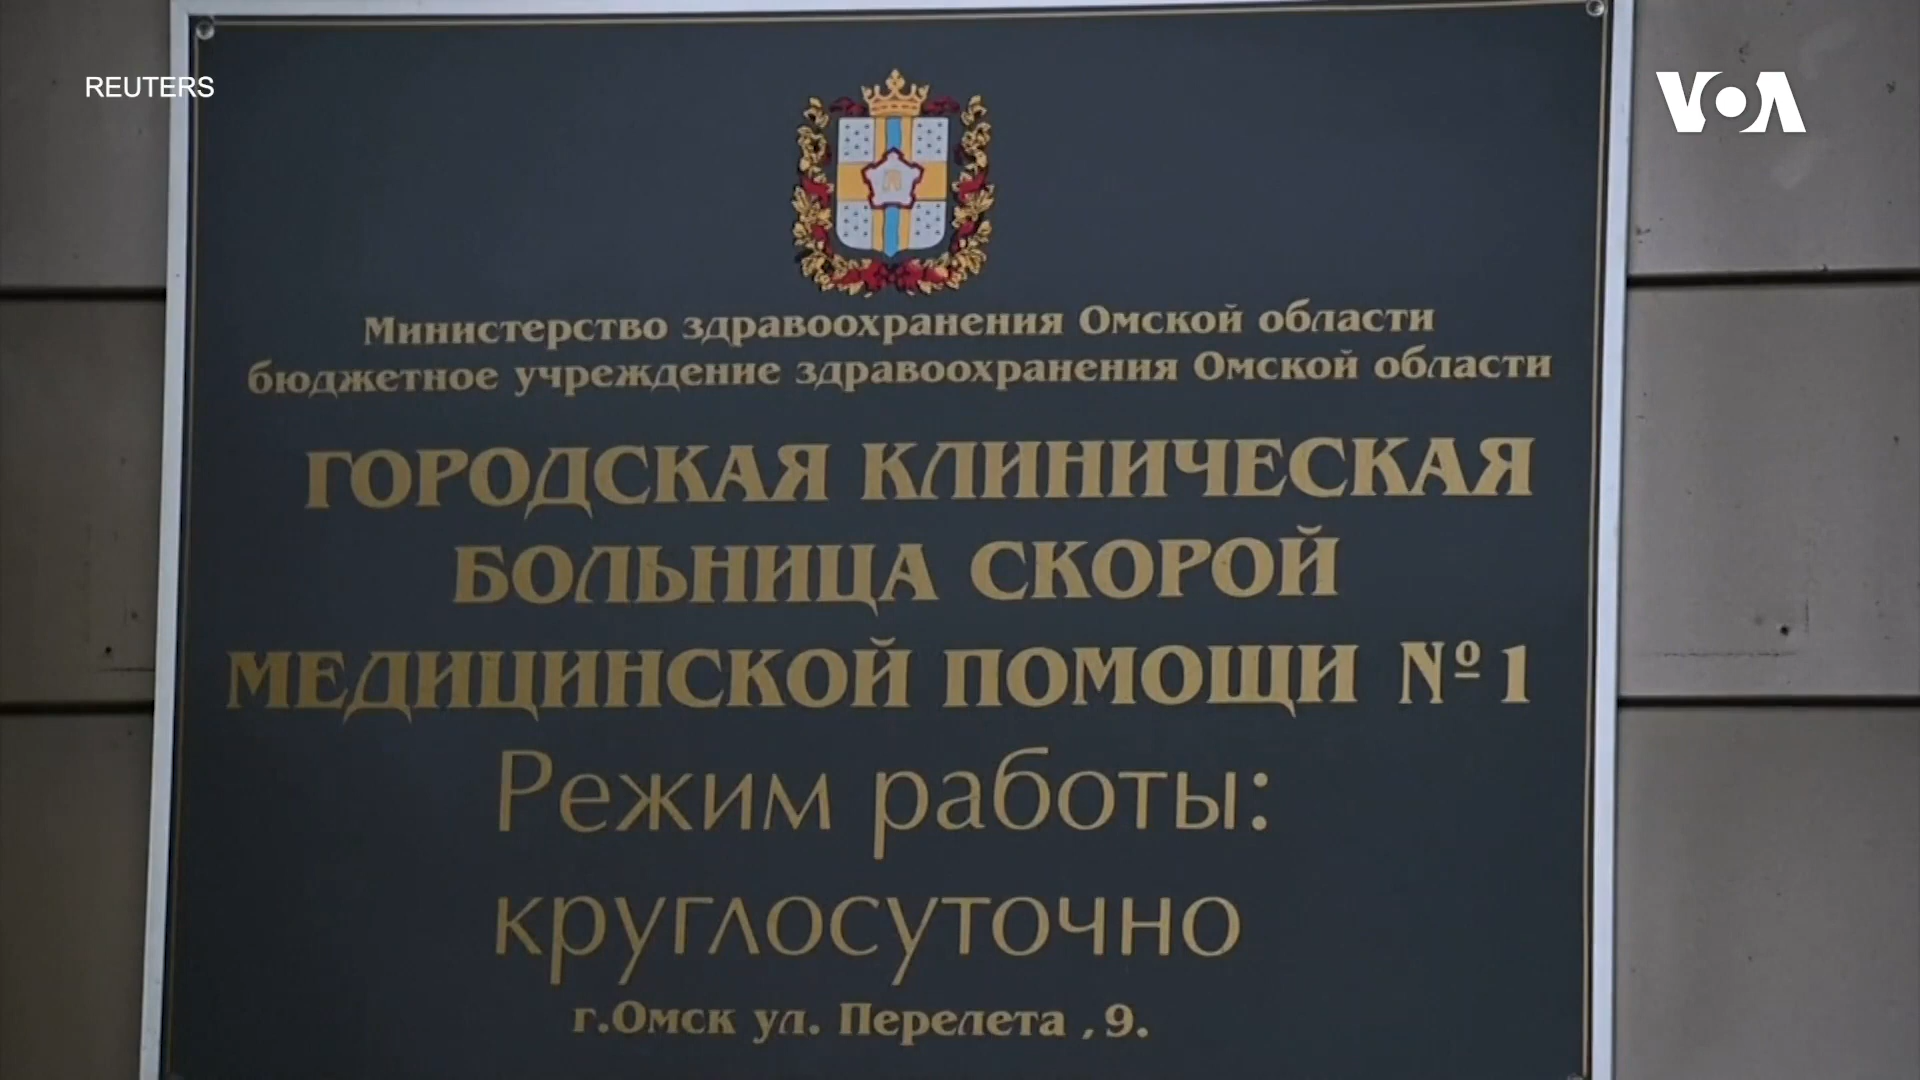 REUTERS
VOA
Министерство здравоохранения Омской области
бюджетное учреждение здравоохранения Омской области
ГОРОДСКАЯ КЛИНИЧЕСКАЯ
БОЛЬНИЦА СКОРОЙ
МЕДИЦИНСКОЙ ПОМОЩИ №1
Режим работы:
круглосуточно
г.Омск ул. Перелета , 9.